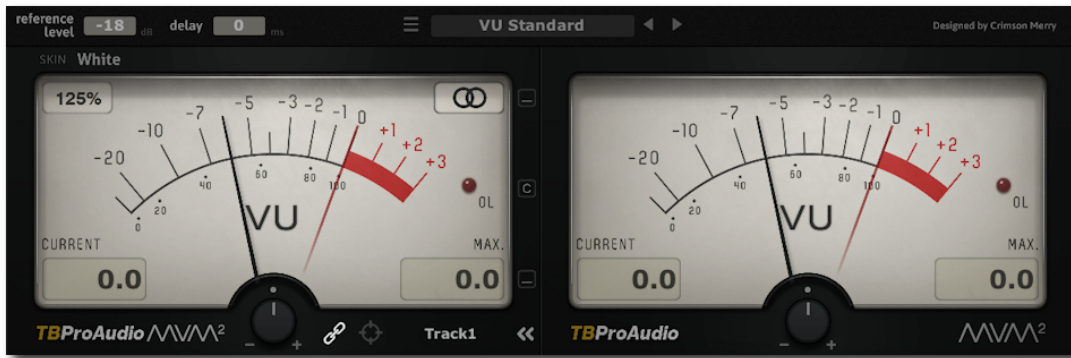 reference level -18 dB delay 0 ms VU Standard Designed by Crimson Merry
SKIN White
125%
-20 -10 -7 -5 -3 -2 -1 0 +1 +2 +3
0 20 40 60 80 100
VU
OL
CURRENT MAX.
0.0 0.0
TBProAudio MVM² - + Track1
C
-20 -10 -7 -5 -3 -2 -1 0 +1 +2 +3
0 20 40 60 80 100
VU
OL
CURRENT MAX.
0.0 0.0
TBProAudio - + MVM²